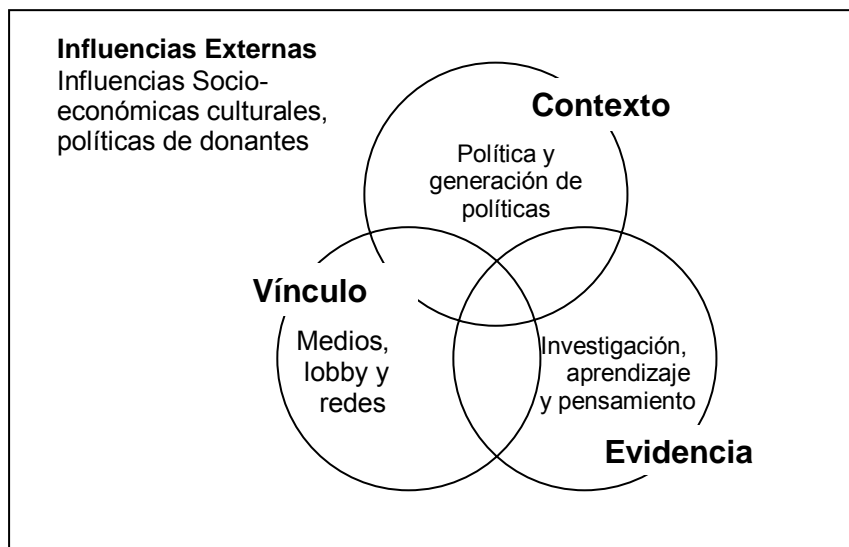 Influencias Externas
Influencias Socio-
económicas culturales,
políticas de donantes
Contexto
Política y
generación de
políticas
Vínculo
Medios,
lobby y
redes
Investigación,
aprendizaje
y pensamiento
Evidencia